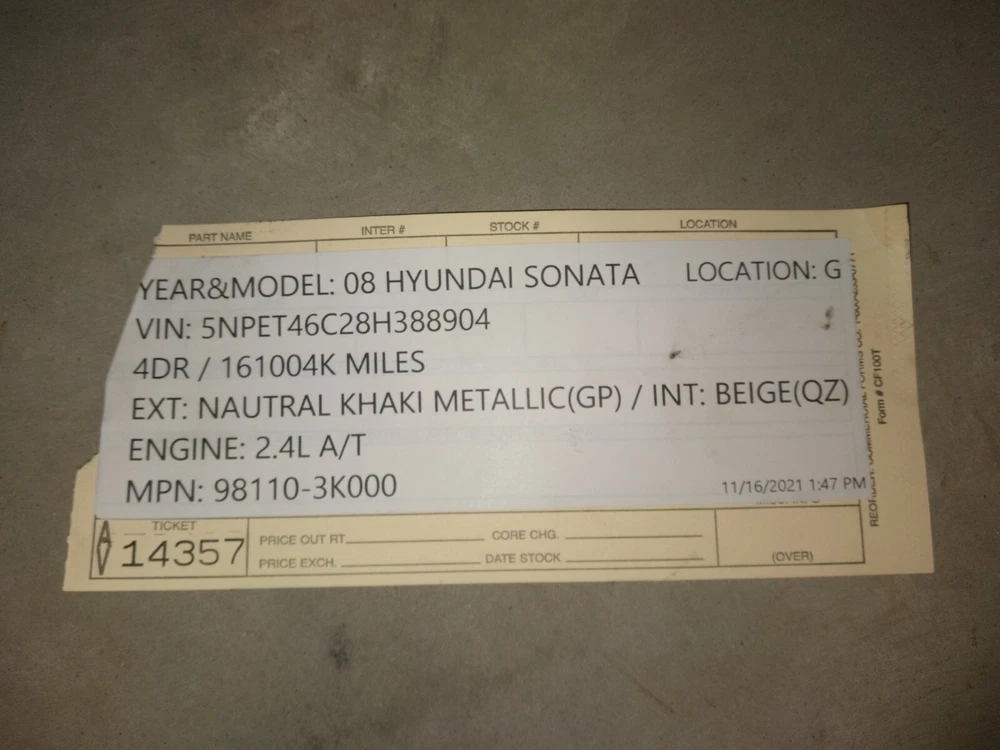 PART NAME INTER # STOCK # LOCATION
YEAR&MODEL: 08 HYUNDAI SONATA LOCATION: G
VIN: 5NPET46C28H388904
4DR / 161004K MILES
EXT: NAUTRAL KHAKI METALLIC(GP) / INT: BEIGE(QZ)
ENGINE: 2.4L A/T
MPN: 98110-3K000 11/16/2021 1:47 PM
TICKET
14357
PRICE OUT RT. CORE CHG.
PRICE EXCH. DATE STOCK (OVER)
Form # CF100T